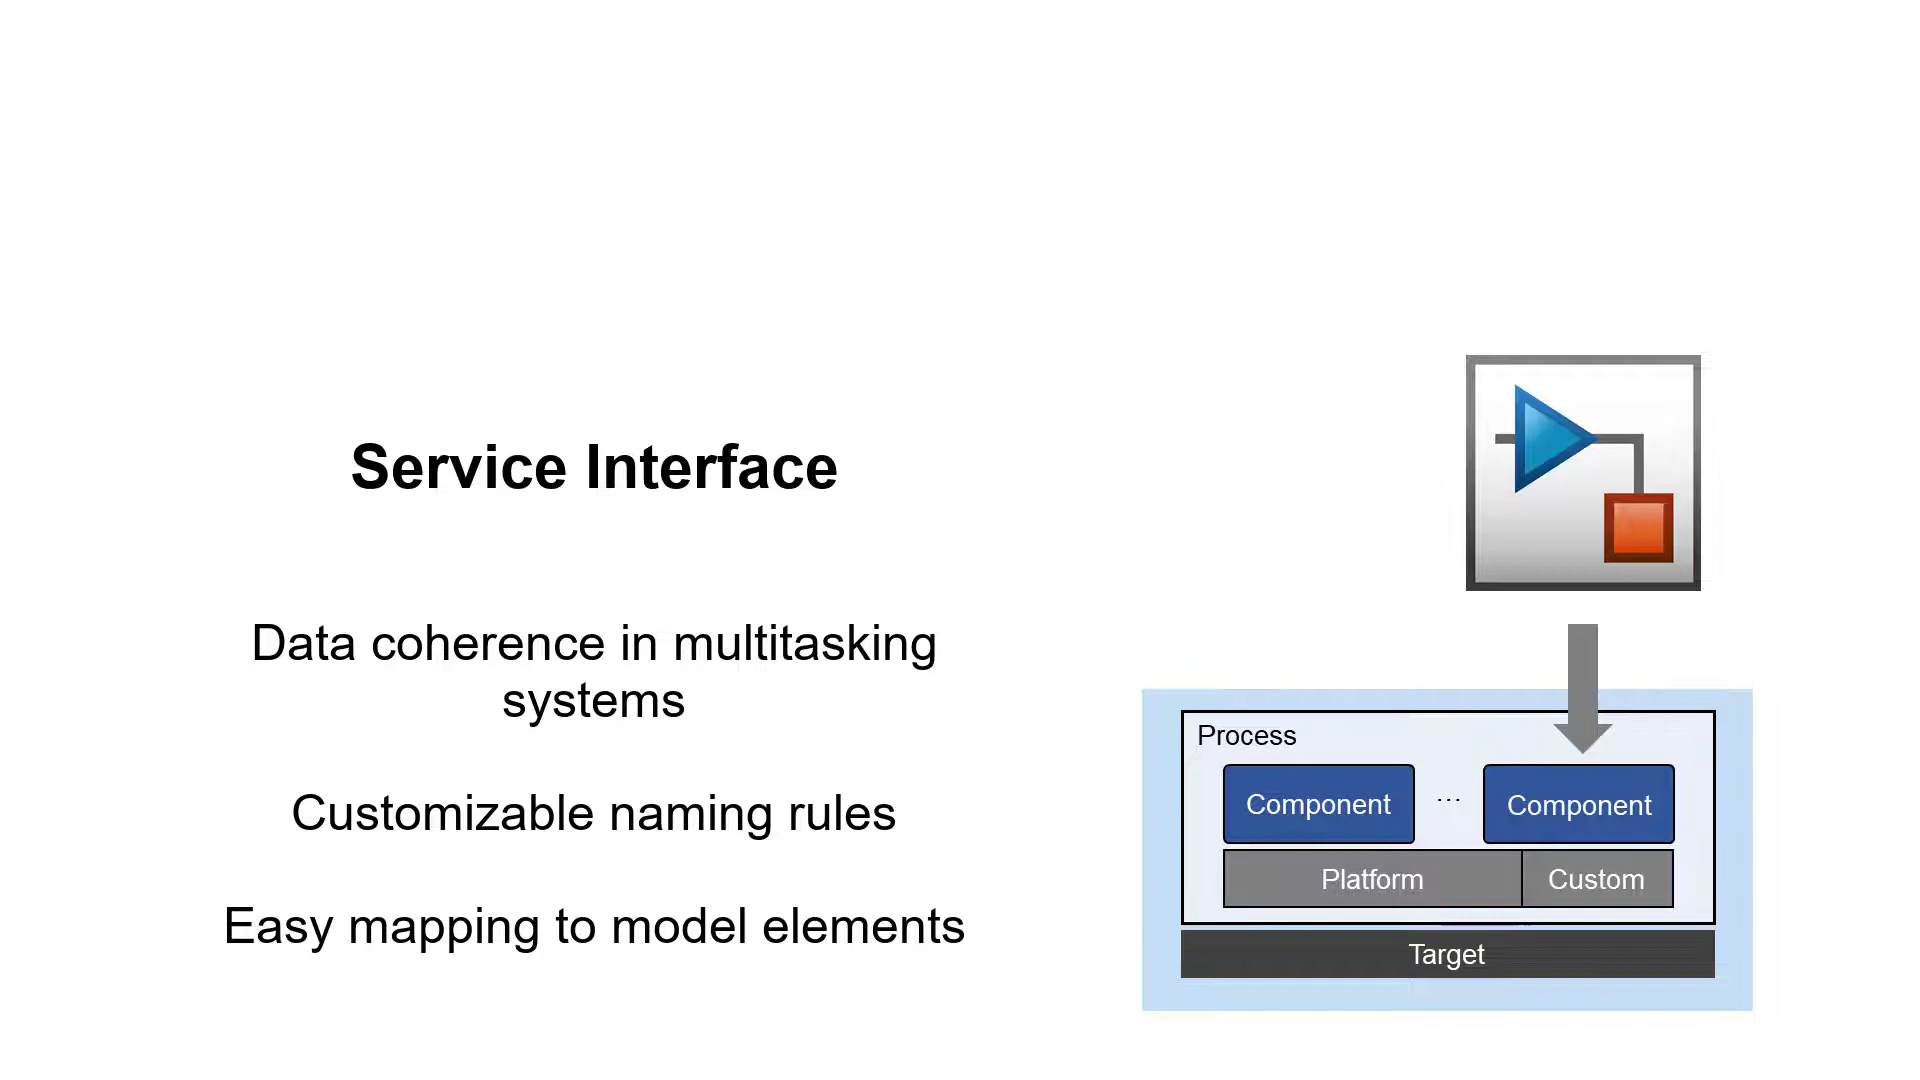 Service Interface
Data coherence in multitasking
systems
Customizable naming rules
Easy mapping to model elements
Process
Component ... Component
Platform Custom
Target